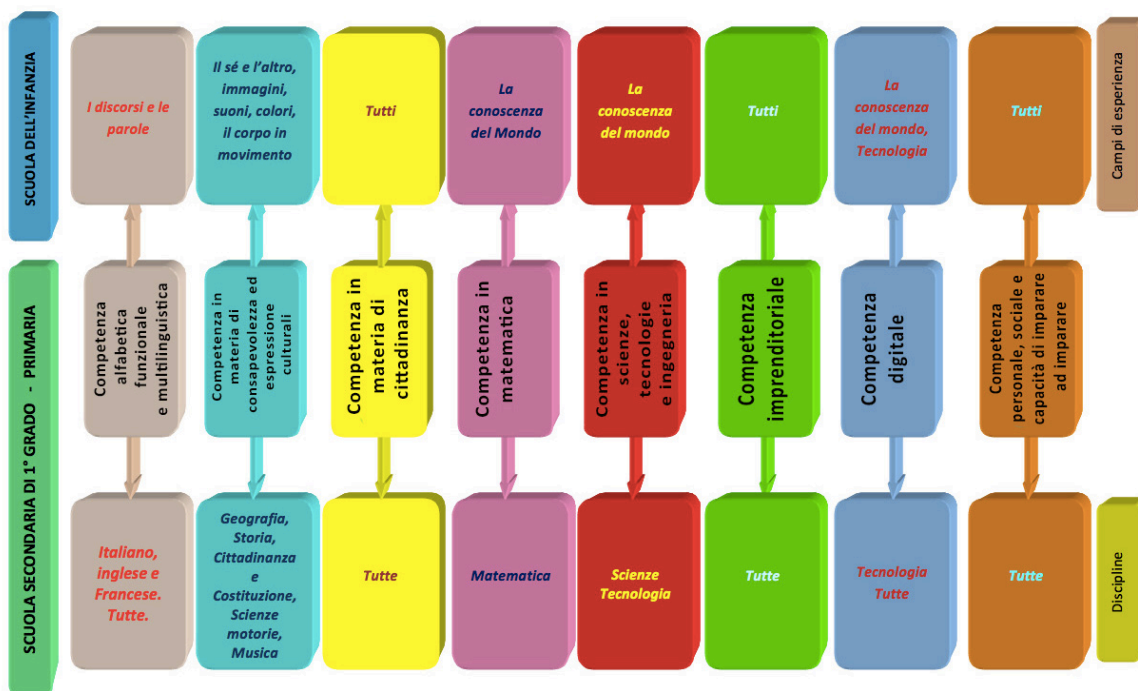 SCUOLA DELL'INFANZIA
I discorsi e le
parole
Il sé e l'altro,
immagini,
suoni, colori,
il corpo in
movimento
Tutti
La
conoscenza
del Mondo
La
conoscenza
del mondo
Tutti
La
conoscenza
del mondo,
Tecnologia
Tutti
Campi di esperienza
SCUOLA SECONDARIA DI 1° GRADO - PRIMARIA
Competenza
alfabetica
funzionale
e multilinguistica
Competenza in
materia di
consapevolezza ed
espressione
culturali
Competenza in
materia di
cittadinanza
Competenza in
matematica
Competenza in
scienze,
tecnologie
e ingegneria
Competenza
imprenditoriale
Competenza
digitale
Competenza
personale, sociale e
capacità di imparare
ad imparare
Italiano,
inglese e
Francese.
Tutte.
Geografia,
Storia,
Cittadinanza
e
Costituzione,
Scienze
motorie,
Musica
Tutte
Matematica
Scienze
Tecnologia
Tutte
Tecnologia
Tutte
Tutte
Discipline